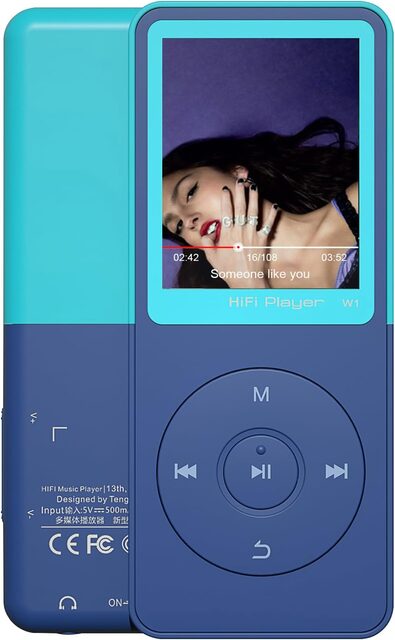 02:42
16/108
03:52
Someone like you
HiFi Player W1
M
V+
V-
HIFI Music Player|13th,
Designed by Teng
Input输入:5V⎓500m
多媒体播放器 新型
CE FC
ON